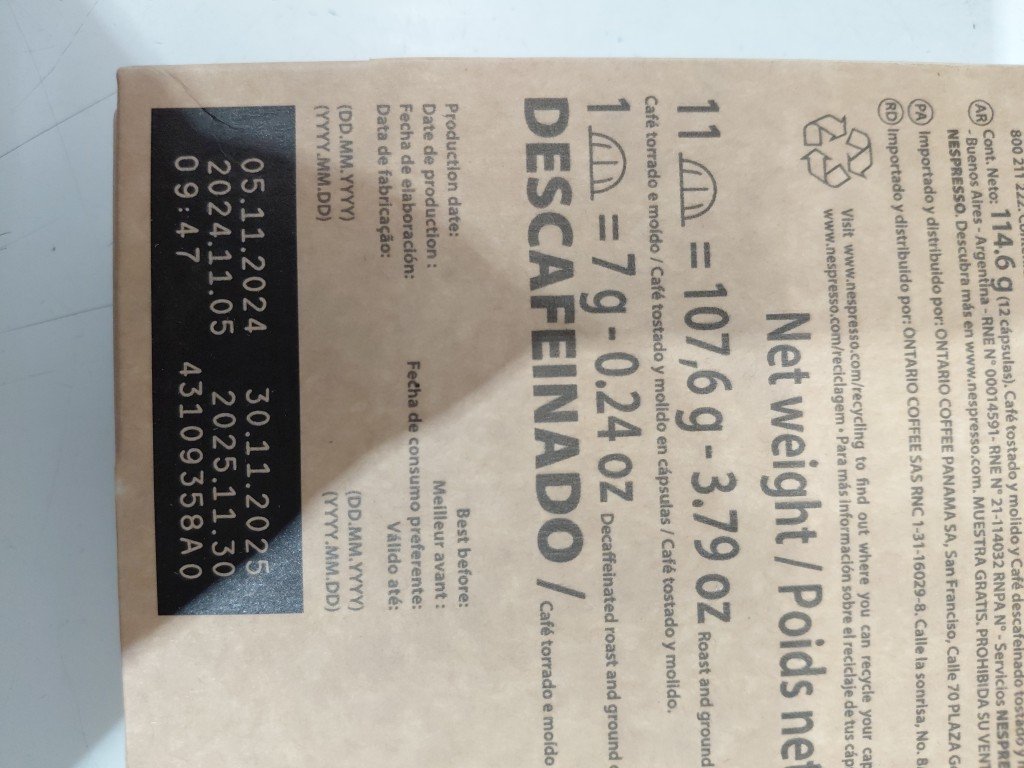 800 211 222.
AR Cont. Neto: 114.6 g (12 cápsulas). Café tostado y molido y Café descafeinado tostado y
- Buenos Aires - Argentina - RNE N° 00014591- RNE N° 21-114032 RNPA N° - Servicios NESPRE
NESPRESSO. Descubra más en www.nespresso.com. MUESTRA GRATIS. PROHIBIDA SU VENT
PA Importado y distribuido por: ONTARIO COFFEE PANAMA SA, San Franciso, Calle 70 PLAZA G
RD Importado y distribuido por: ONTARIO COFFEE SAS RNC 1-31-16029-8. Calle la sonrisa, No. 8
Visit www.nespresso.com/recycling to find out where you can recycle your cap
www.nespresso.com/reciclagem • Para más información sobre el reciclaje de tus cáp
Net weight / Poids net
11 = 107,6 g - 3.79 oz Roast and ground
Café torrado e moído / Café tostado y molido en cápsulas / Café tostado y molido.
1 = 7 g - 0.24 oz Decaffeinated roast and ground
DESCAFEINADO / Café torrado e moído
Production date: Best before:
Date de production : Meilleur avant :
Fecha de elaboración: Fecha de consumo preferente:
Data de fabricação: Válido até:
(DD.MM.YYYY) (DD.MM.YYYY)
(YYYY.MM.DD) (YYYY.MM.DD)
05.11.2024 30.11.2025
2024.11.05 2025.11.30
09:47 43109358A0